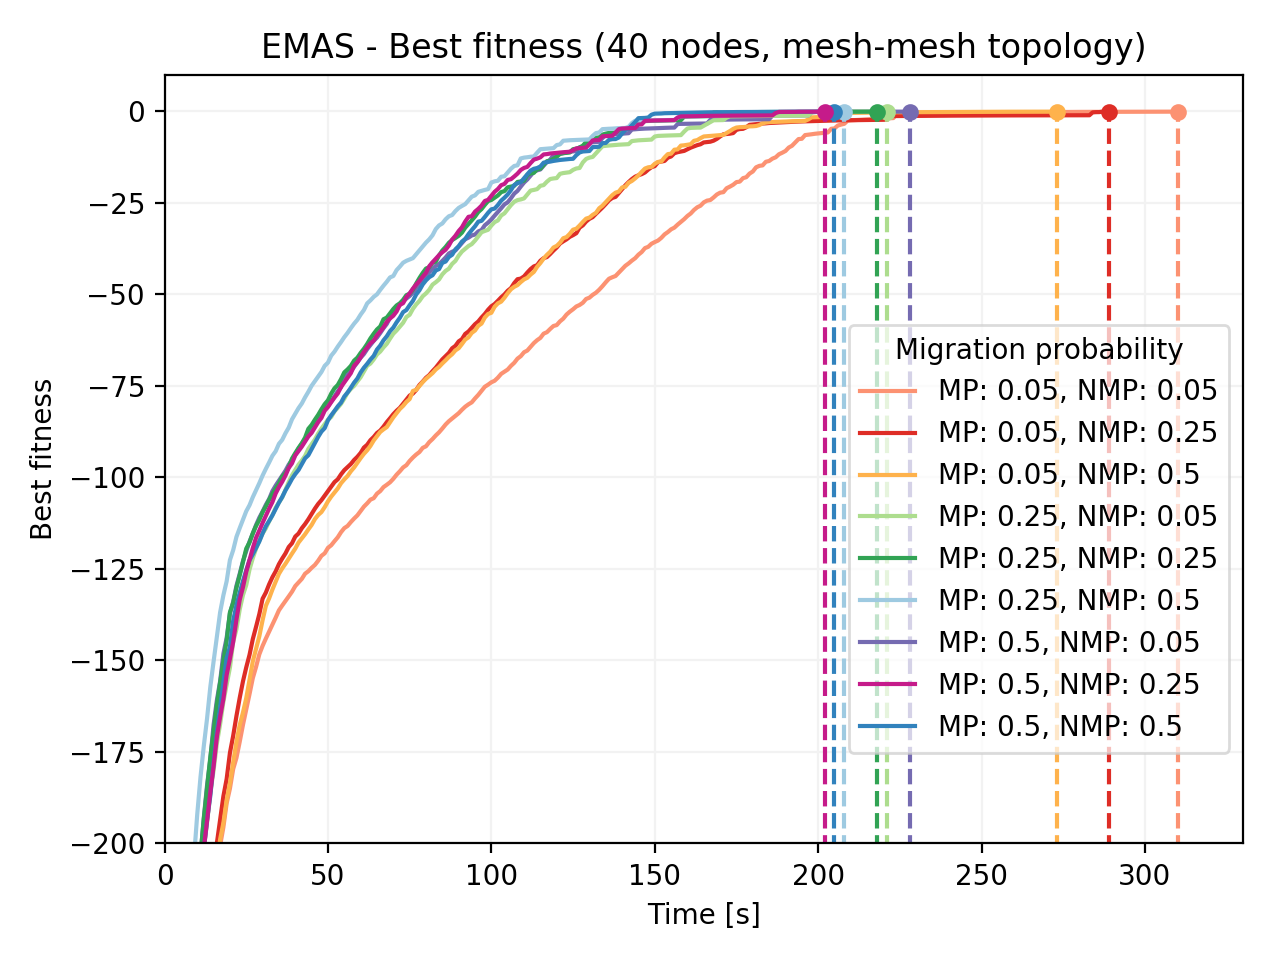 EMAS - Best fitness (40 nodes, mesh-mesh topology)
0
−25
−50
−75
−100
−125
−150
−175
−200
Best fitness
Migration probability
MP: 0.05, NMP: 0.05
MP: 0.05, NMP: 0.25
MP: 0.05, NMP: 0.5
MP: 0.25, NMP: 0.05
MP: 0.25, NMP: 0.25
MP: 0.25, NMP: 0.5
MP: 0.5, NMP: 0.05
MP: 0.5, NMP: 0.25
MP: 0.5, NMP: 0.5
0 50 100 150 200 250 300
Time [s]